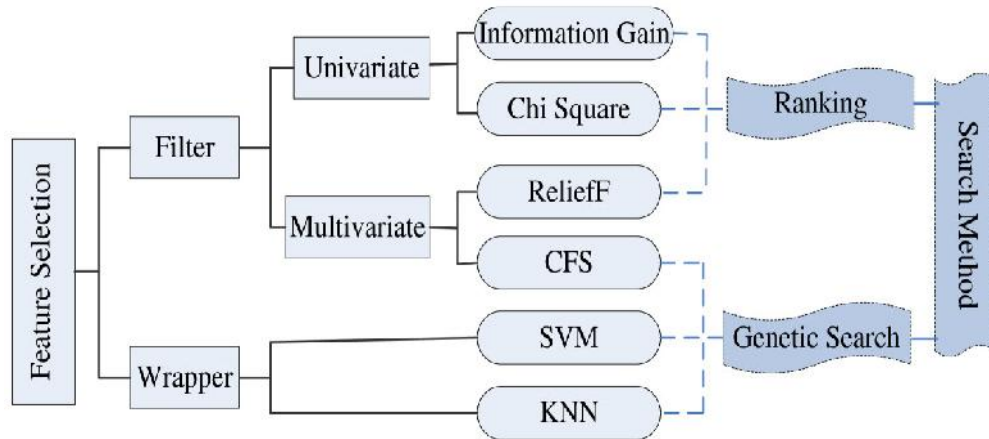 Feature Selection
Filter
Wrapper
Univariate
Multivariate
Information Gain
Chi Square
ReliefF
CFS
SVM
KNN
Ranking
Genetic Search
Search Method